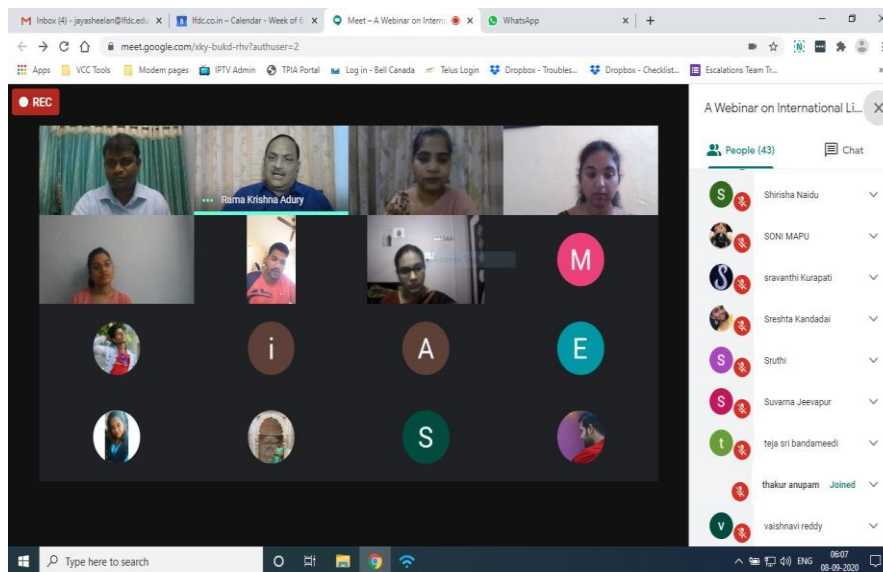 Inbox (4) - jayasheelan@lfdc.edu.
lfdc.co.in – Calendar - Week of 6
Meet – A Webinar on Intern
WhatsApp
meet.google.com/xky-bukd-rhv?authuser=2
Apps
VCC Tools
Modem pages
IPTV Admin
TPIA Portal
Log in - Bell Canada
Telus Login
Dropbox - Troubles...
Dropbox - Checklist...
Escalations Team Tr...
REC
A Webinar on International Li...
People (43)
Chat
Rama Krishna Adury
M
i
A
E
S
S Shirisha Naidu
SONI MAPU
sravanthi Kurapati
Sreshta Kandadai
S Sruthi
S Suvarna Jeevapur
t teja sri bandameedi
thakur anupam Joined
v vaishnavi reddy
Type here to search
ENG
06:07
08-09-2020